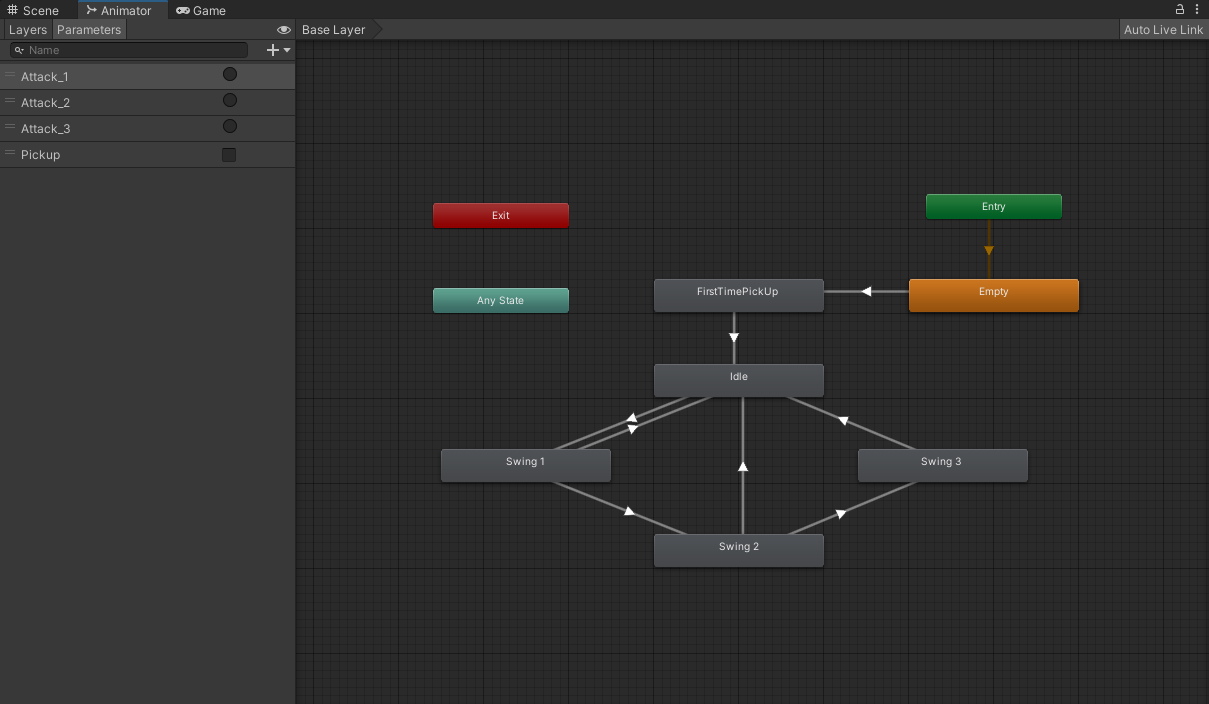 Scene Animator Game
Layers Parameters Base Layer Auto Live Link
Name
Attack_1
Attack_2
Attack_3
Pickup
Entry
Exit
FirstTimePickUp Empty
Any State
Idle
Swing 1 Swing 3
Swing 2